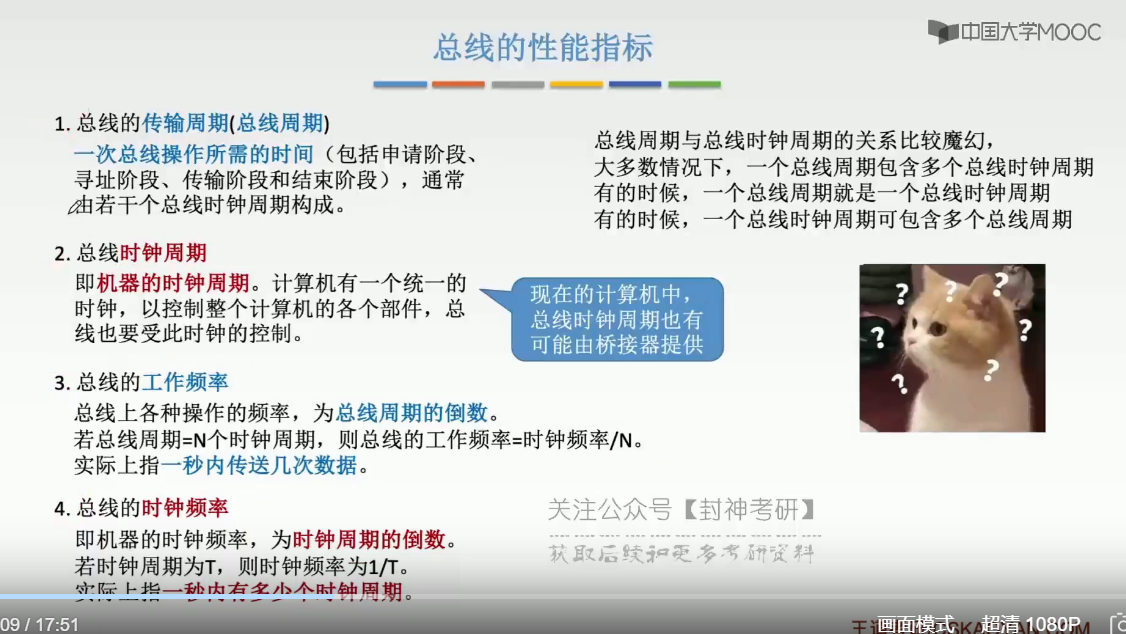 总线的性能指标
中国大学MOOC
1. 总线的传输周期(总线周期)
一次总线操作所需的时间（包括申请阶段、
寻址阶段、传输阶段和结束阶段），通常
由若干个总线时钟周期构成。
总线周期与总线时钟周期的关系比较魔幻，
大多数情况下，一个总线周期包含多个总线时钟周期
有的时候，一个总线周期就是一个总线时钟周期
有的时候，一个总线时钟周期可包含多个总线周期
2. 总线时钟周期
即机器的时钟周期。计算机有一个统一的
时钟，以控制整个计算机的各个部件，总
线也要受此时钟的控制。
现在的计算机中，
总线时钟周期也有
可能由桥接器提供
? ? ? ? ? ? ?
3. 总线的工作频率
总线上各种操作的频率，为总线周期的倒数。
若总线周期=N个时钟周期，则总线的工作频率=时钟频率/N。
实际上指一秒内传送几次数据。
4. 总线的时钟频率
即机器的时钟频率，为时钟周期的倒数。
若时钟周期为T，则时钟频率为1/T。
实际上指一秒内有多少个时钟周期。
关注公众号【封神考研】
获取后续和更多考研资料
09 / 17:51
画面模式
超清 1080P